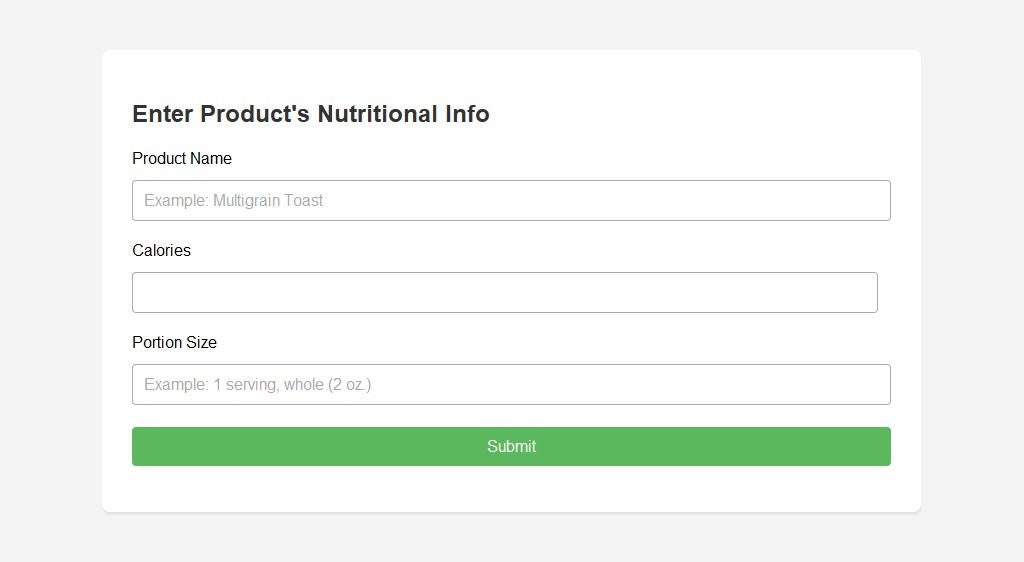 Enter Product's Nutritional Info
Product Name
Example: Multigrain Toast
Calories
Portion Size
Example: 1 serving, whole (2 oz.)
Submit